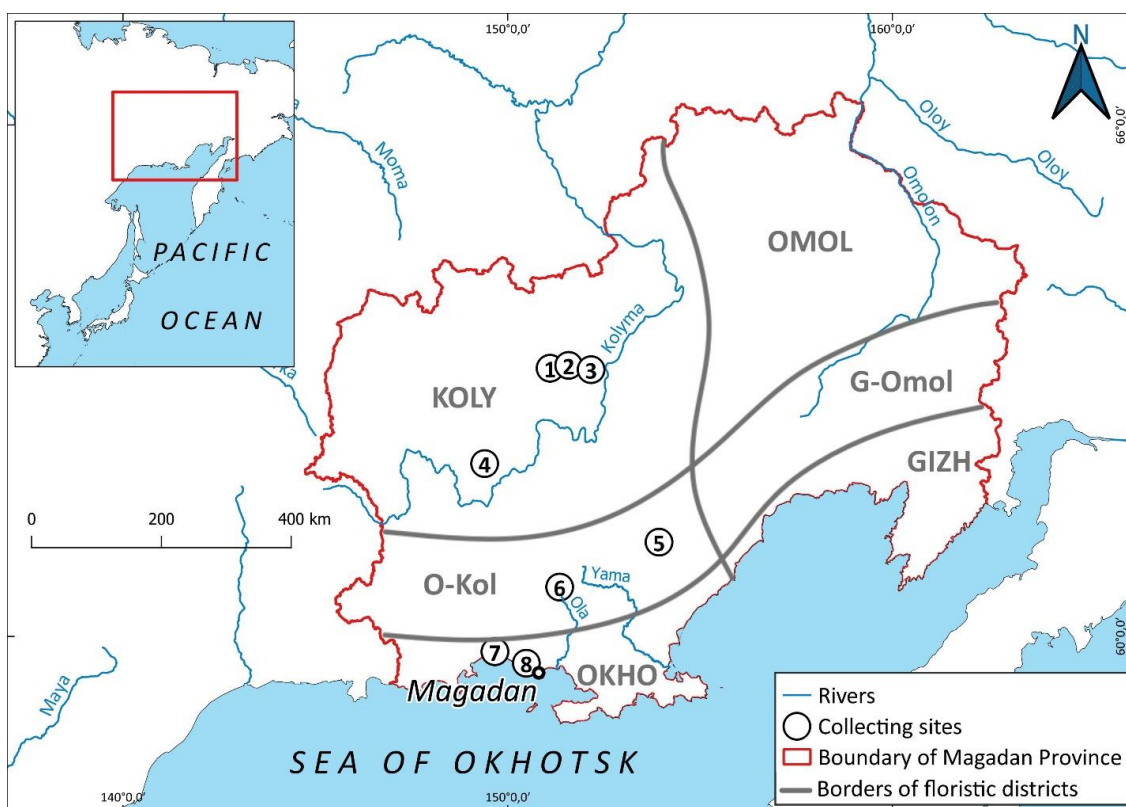 150°0,0'
160°0,0'
N
66°0,0'
Oloy
Oloy
Moma
Omolon
PACIFIC
OCEAN
OMOL
Kolyma
1
2
3
KOLY
G-Omol
4
GIZH
0
200
400 km
5
O-Kol
6
Yama
Ola
60°0,0'
7
8
Magadan
OKHO
Maya
SEA OF OKHOTSK
Rivers
Collecting sites
Boundary of Magadan Province
Borders of floristic districts
140°0,0'
150°0,0'